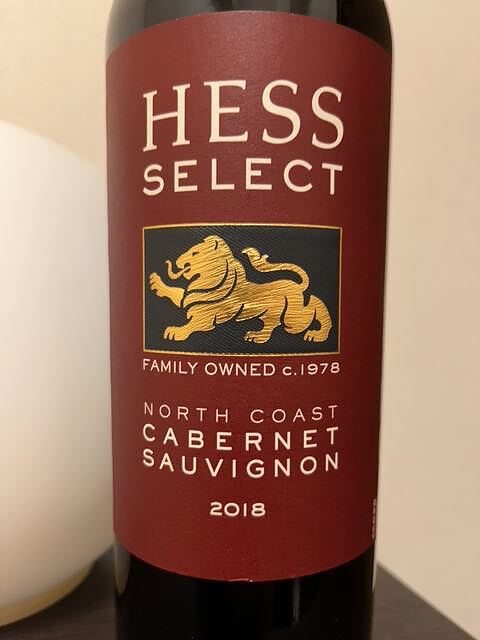 HESS
SELECT
FAMILY OWNED c.1978
NORTH COAST
CABERNET
SAUVIGNON
2018